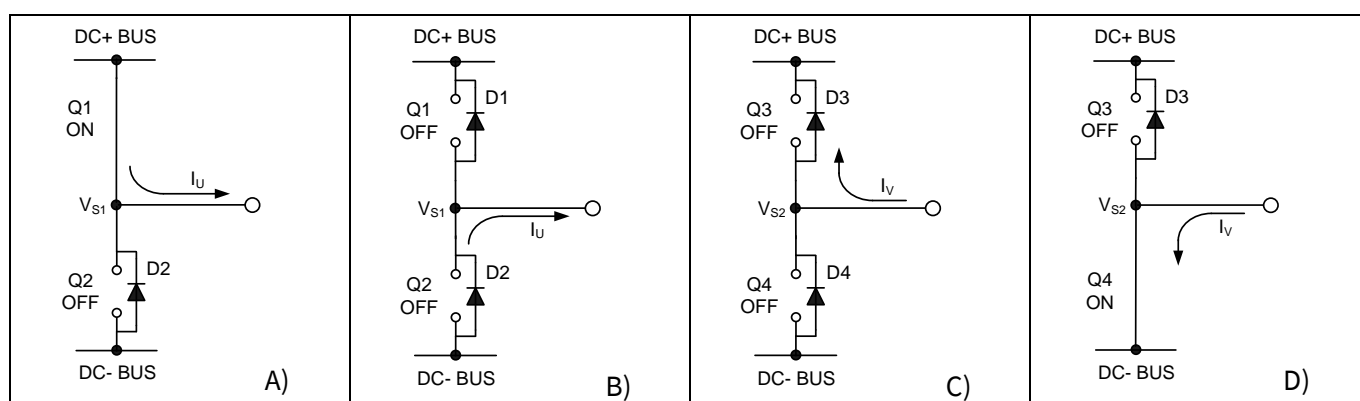 DC+ BUS
Q1
ON
I_U
V_S1
Q2
OFF
D2
DC- BUS
A)
DC+ BUS
Q1
OFF
D1
V_S1
I_U
Q2
OFF
D2
DC- BUS
B)
DC+ BUS
Q3
OFF
D3
I_V
V_S2
Q4
OFF
D4
DC- BUS
C)
DC+ BUS
Q3
OFF
D3
V_S2
I_V
Q4
ON
DC- BUS
D)